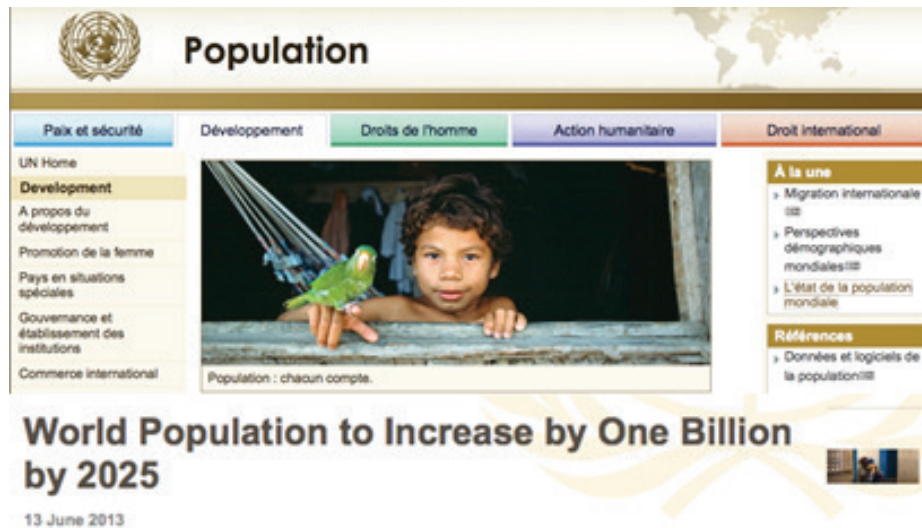 Population
Paix et sécurité
Développement
Droits de l'homme
Action humanitaire
Droit international
UN Home
Development
A propos du
développement
Promotion de la femme
Pays en situations
spéciales
Gouvernance et
établissement des
institutions
Commerce international
Population : chacun compte.
À la une
Migration internationale
Perspectives
démographiques
mondiales
L'état de la population
mondiale
Références
Données et logiciels de
la population
World Population to Increase by One Billion
by 2025
13 June 2013